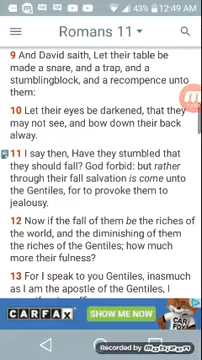 43% 12:49 AM
Romans 11
9 And David saith, Let their table be
made a snare, and a trap, and a
stumblingblock, and a recompence unto
them:
10 Let their eyes be darkened, that they
may not see, and bow down their back
alway.
11 I say then, Have they stumbled that
they should fall? God forbid: but rather
through their fall salvation is come unto
the Gentiles, for to provoke them to
jealousy.
12 Now if the fall of them be the riches of
the world, and the diminishing of them
the riches of the Gentiles; how much
more their fulness?
13 For I speak to you Gentiles, inasmuch
as I am the apostle of the Gentiles, I
CARFAX SHOW ME NOW CAR FOX
RECORDED WITH